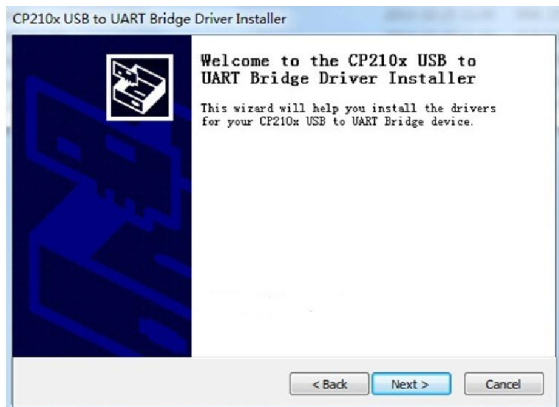 CP210x USB to UART Bridge Driver Installer
Welcome to the CP210x USB to
UART Bridge Driver Installer
This wizard will help you install the drivers
for your CP210x USB to UART Bridge device.
< Back
Next >
Cancel